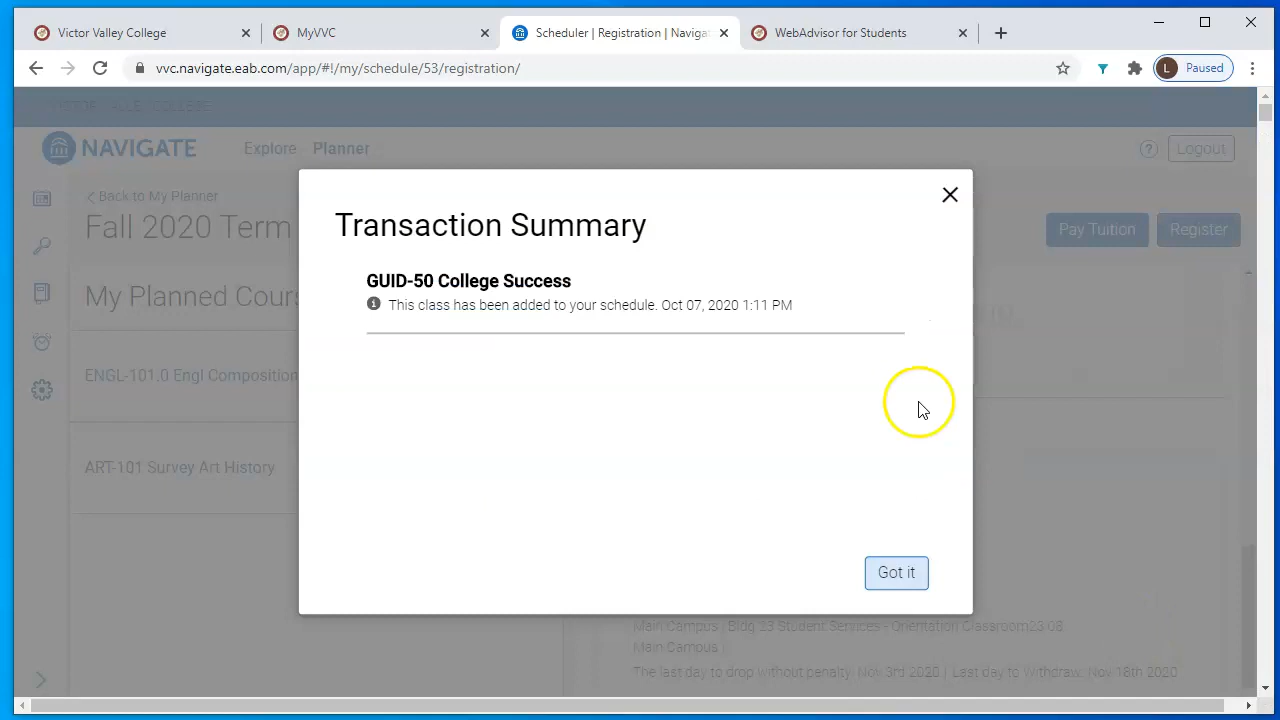 Victor Valley College
MyVVC
Scheduler | Registration | Naviga
WebAdvisor for Students
vvc.navigate.eab.com/app/#!/my/schedule/53/registration/
L
Paused
NAVIGATE
Explore
Planner
Logout
Back to My Planner
Fall 2020 Term
Pay Tuition
Register
My Planned Cours
ENGL-101.0 Engl Composition
ART-101 Survey Art History
Transaction Summary
GUID-50 College Success
This class has been added to your schedule. Oct 07, 2020 1:11 PM
Got it
Main Campus | Bldg 23 Student Services - Orientation Classroom23 08
Main Campus
The last day to drop without penalty: Nov 3rd 2020 | Last day to Withdraw: Nov 18th 2020